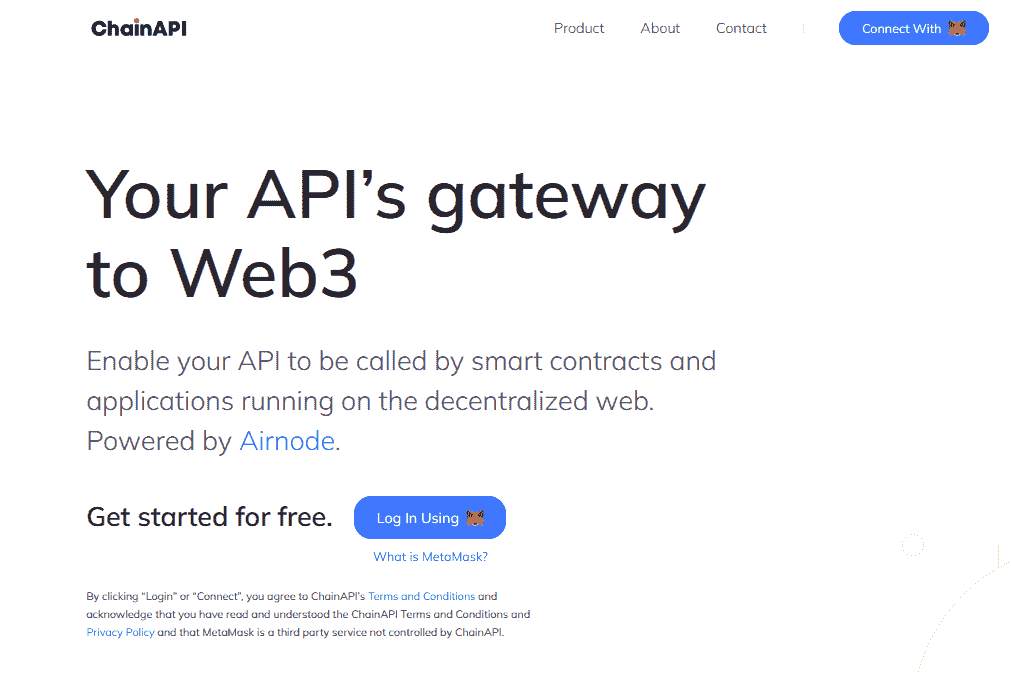 ChainAPI
Product
About
Contact
Connect With
Your API’s gateway
to Web3
Enable your API to be called by smart contracts and
applications running on the decentralized web.
Powered by Airnode.
Get started for free.
Log In Using
What is MetaMask?
By clicking “Login” or “Connect”, you agree to ChainAPI’s Terms and Conditions and
acknowledge that you have read and understood the ChainAPI Terms and Conditions and
Privacy Policy and that MetaMask is a third party service not controlled by ChainAPI.